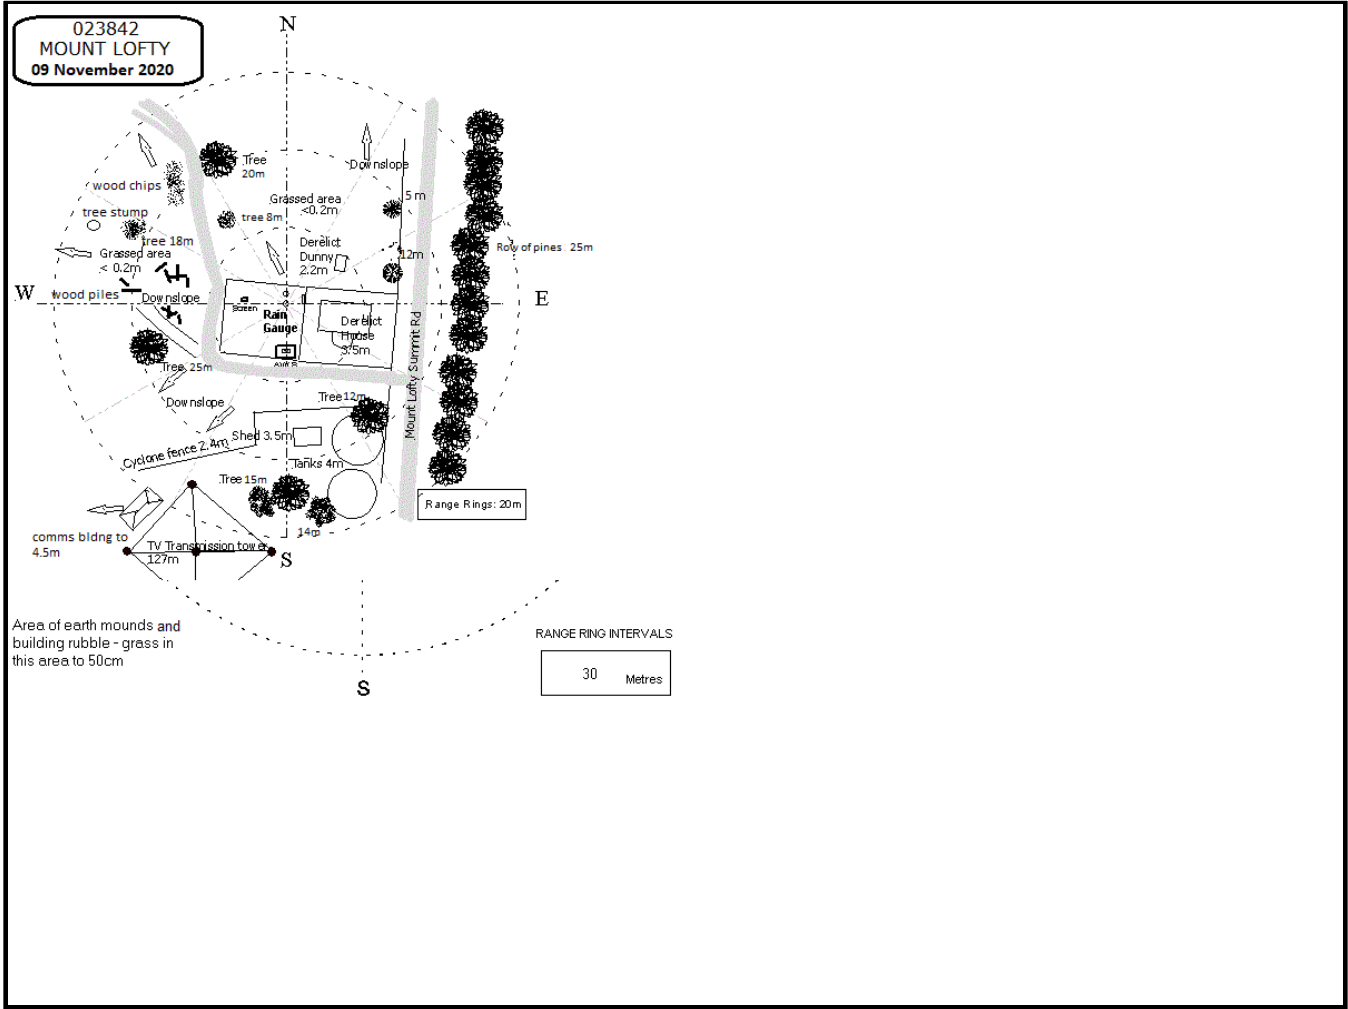 023842
MOUNT LOFTY
09 November 2020
N
Tree
20m
Downslope
wood chips
5 m
Grassed area
<0.2m
tree stump
tree 8m
tree 18m
Derelict
Dunny
2.2m
12m
Row of pines 25m
Grassed area
< 0.2m
W
wood piles
Downslope
E
Screen
Rain
Gauge
Derelict
House
3.5m
Mount Lofty Summit Rd
Tree 25m
Downslope
Tree 12m
Shed 3.5m
Cyclone fence 2.4m
Tanks 4m
Tree 15m
Range Rings: 20m
14m
comms bldng to
4.5m
TV Transmission tower
127m
S
Area of earth mounds and
building rubble - grass in
this area to 50cm
RANGE RING INTERVALS
30 Metres
S